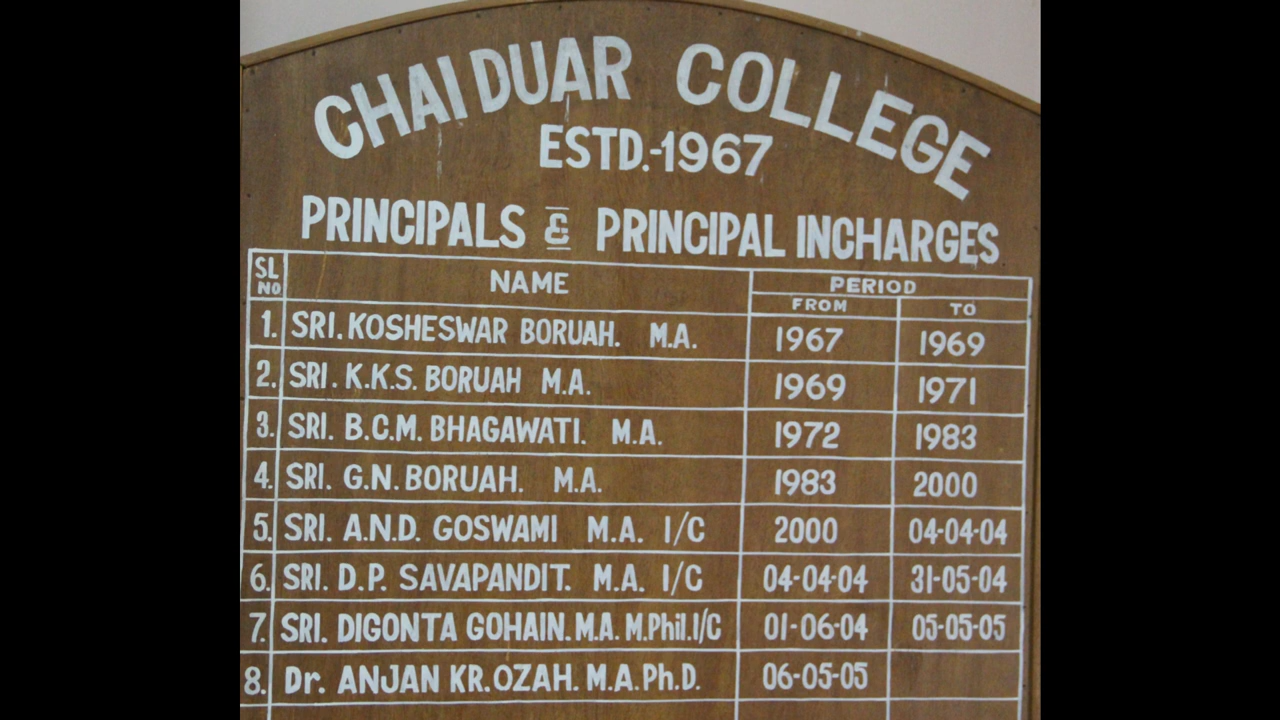 CHAIDUAR COLLEGE
ESTD.-1967
PRINCIPALS & PRINCIPAL INCHARGES
SL NO NAME PERIOD
FROM TO
1. SRI. KOSHESWAR BORUAH. M.A. 1967 1969
2. SRI. K.K.S. BORUAH M.A. 1969 1971
3. SRI. B.C.M. BHAGAWATI. M.A. 1972 1983
4. SRI. G.N. BORUAH. M.A. 1983 2000
5. SRI. A.N.D. GOSWAMI M.A. I/C 2000 04-04-04
6. SRI. D.P. SAVAPANDIT. M.A. I/C 04-04-04 31-05-04
7. SRI. DIGONTA GOHAIN. M.A. M.Phil. I/C 01-06-04 05-05-05
8. Dr. ANJAN KR. OZAH. M.A. Ph.D. 06-05-05